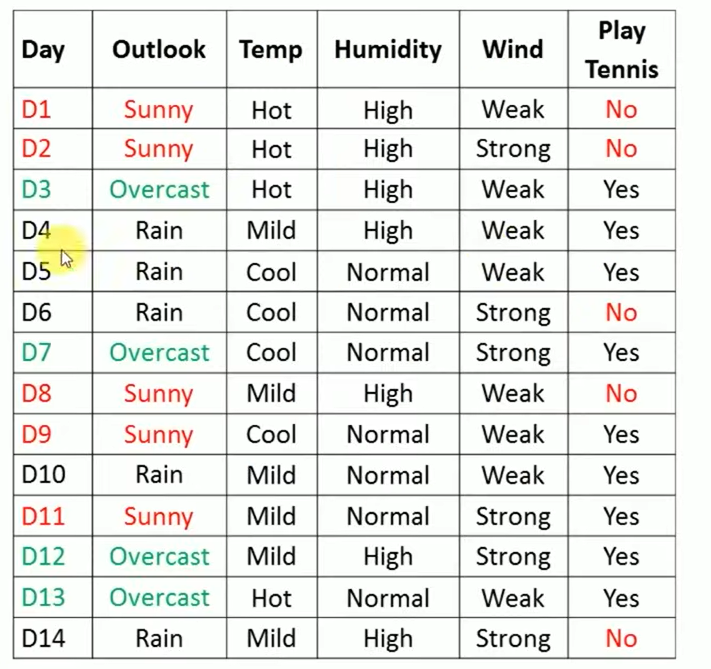 Day Outlook Temp Humidity Wind Play Tennis
D1 Sunny Hot High Weak No
D2 Sunny Hot High Strong No
D3 Overcast Hot High Weak Yes
D4 Rain Mild High Weak Yes
D5 Rain Cool Normal Weak Yes
D6 Rain Cool Normal Strong No
D7 Overcast Cool Normal Strong Yes
D8 Sunny Mild High Weak No
D9 Sunny Cool Normal Weak Yes
D10 Rain Mild Normal Weak Yes
D11 Sunny Mild Normal Strong Yes
D12 Overcast Mild High Strong Yes
D13 Overcast Hot Normal Weak Yes
D14 Rain Mild High Strong No